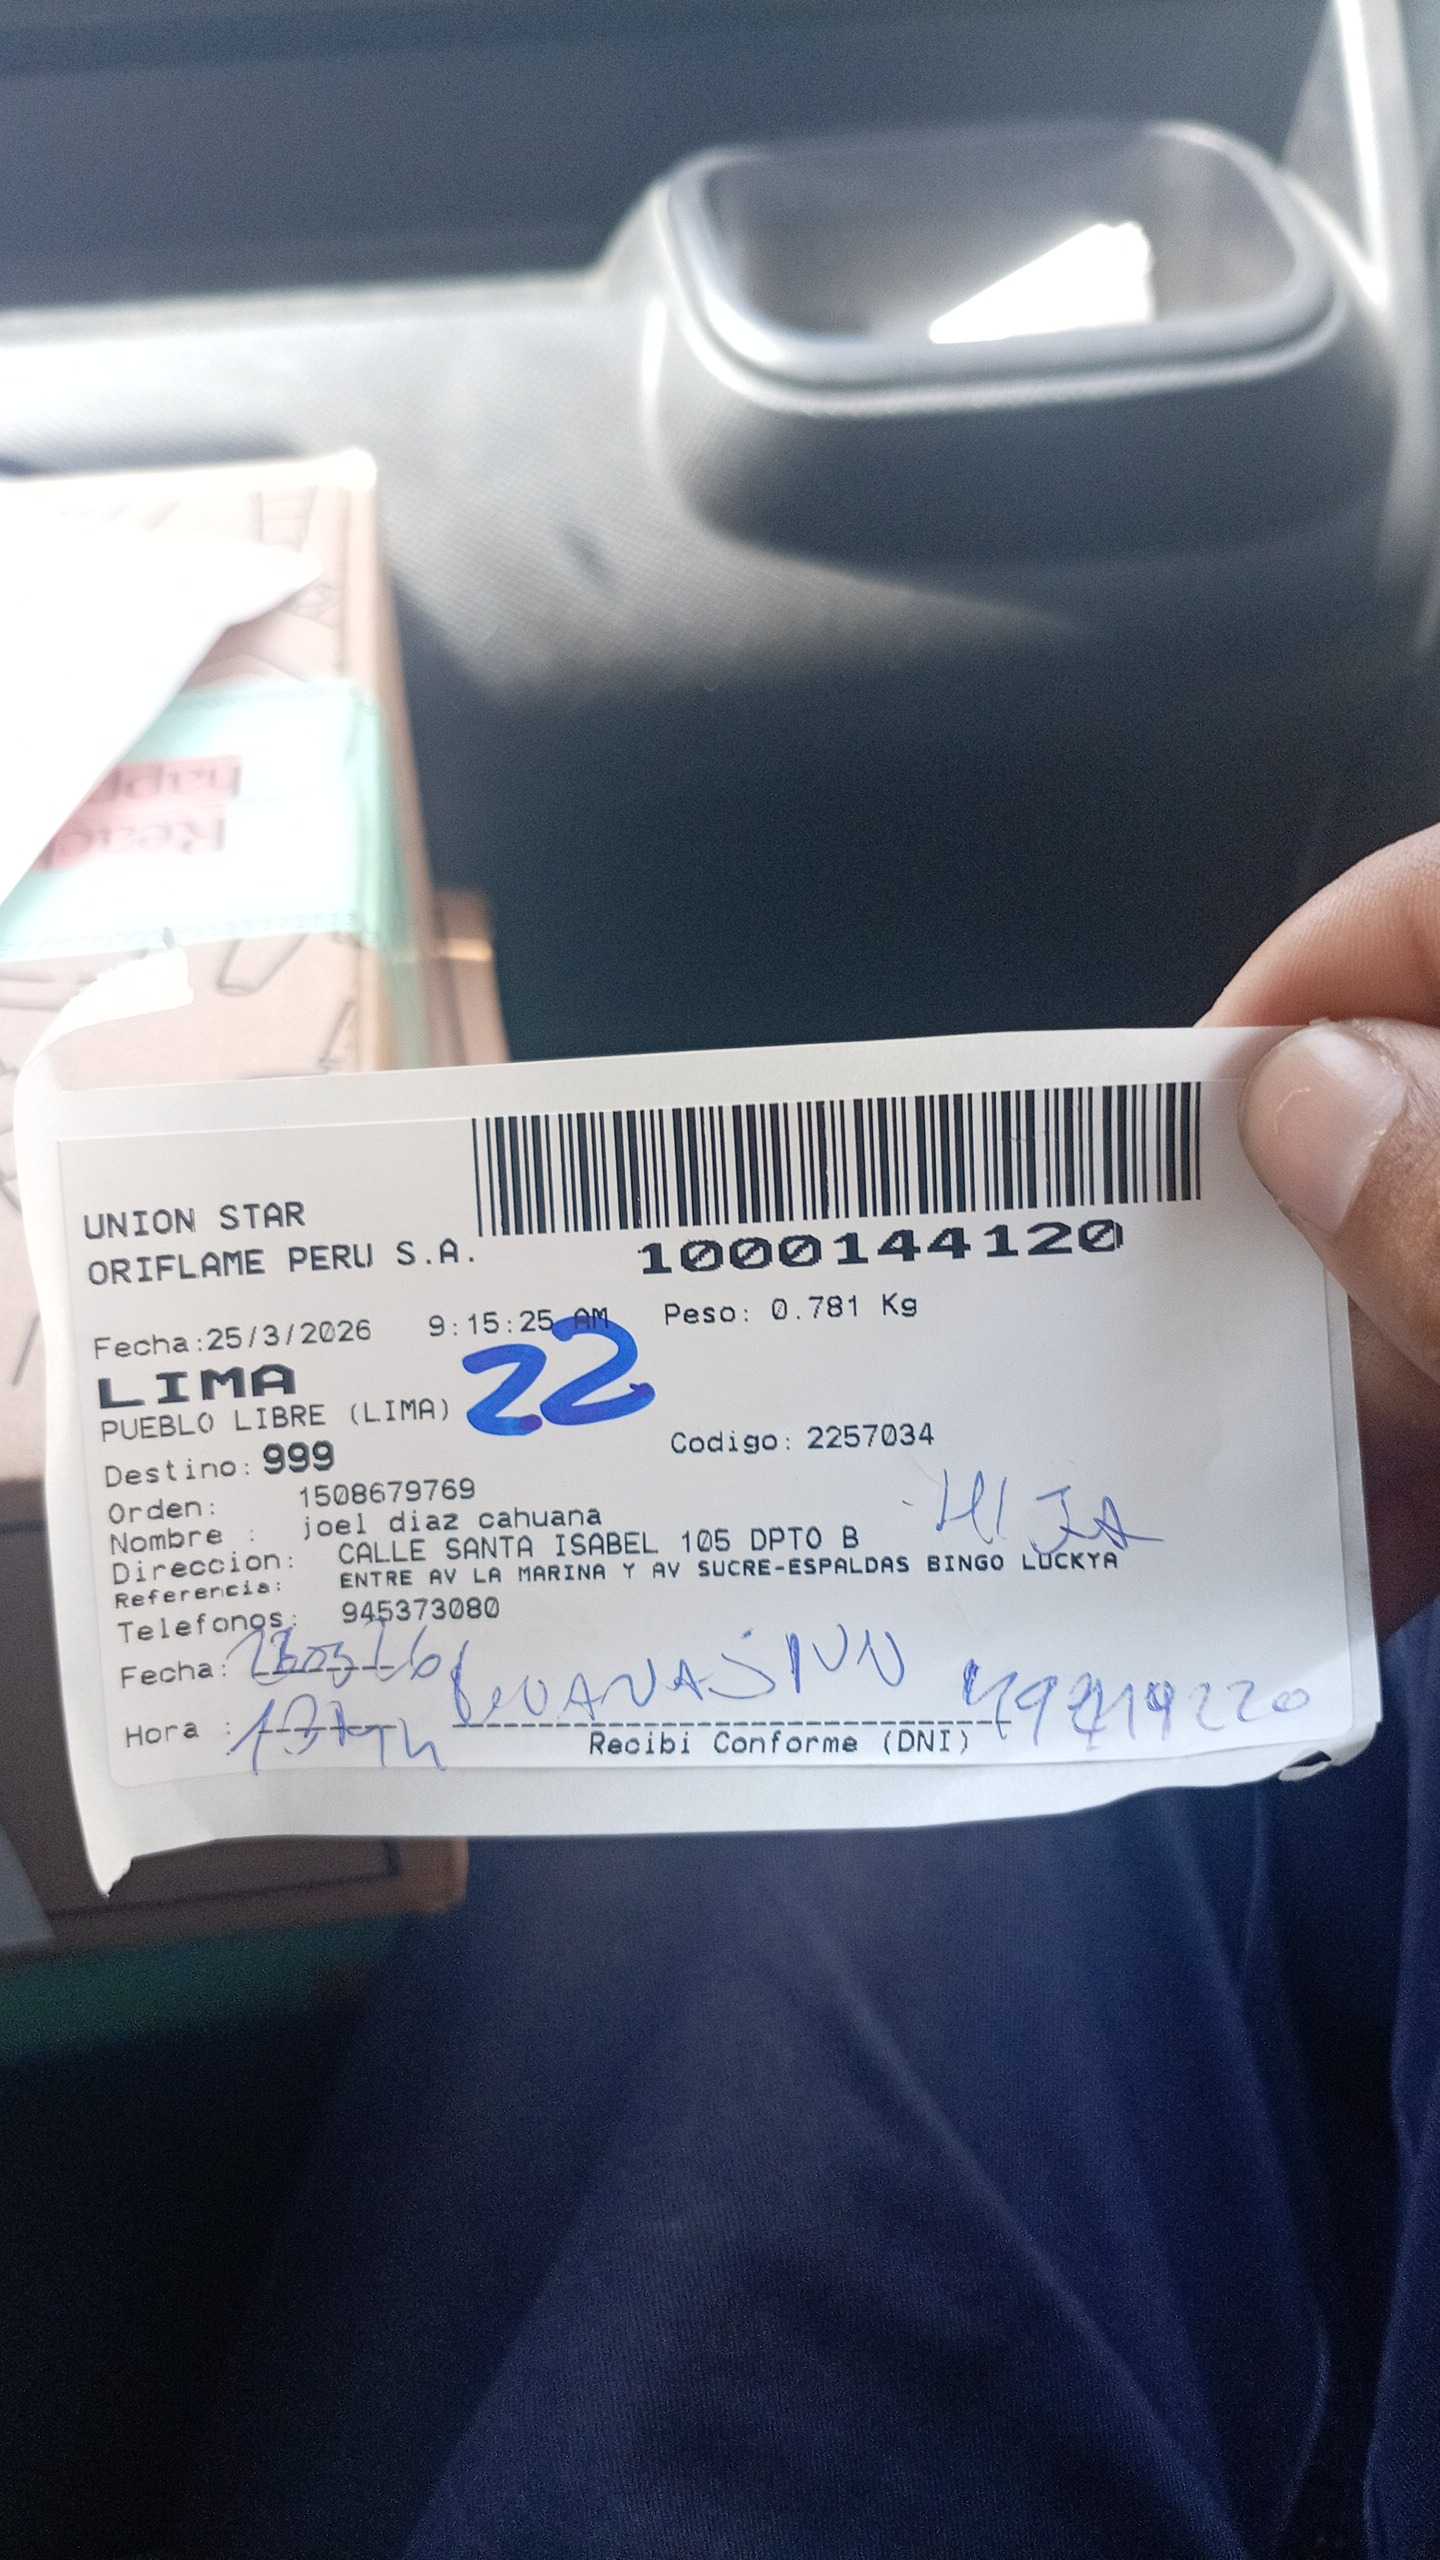 UNION STAR
ORIFLAME PERU S.A.
1000144120
Fecha:25/3/2026 9:15:25 AM Peso: 0.781 Kg
LIMA
22
PUEBLO LIBRE (LIMA)
Destino: 999 Codigo: 2257034
Orden: 1508679769
Nombre : joel diaz cahuana
HIJA
Direccion: CALLE SANTA ISABEL 105 DPTO B
Referencia: ENTRE AV LA MARINA Y AV SUCRE-ESPALDAS BINGO LUCKYA
Telefonos: 945373080
Fecha:
Hora :
Recibi Conforme (DNI)